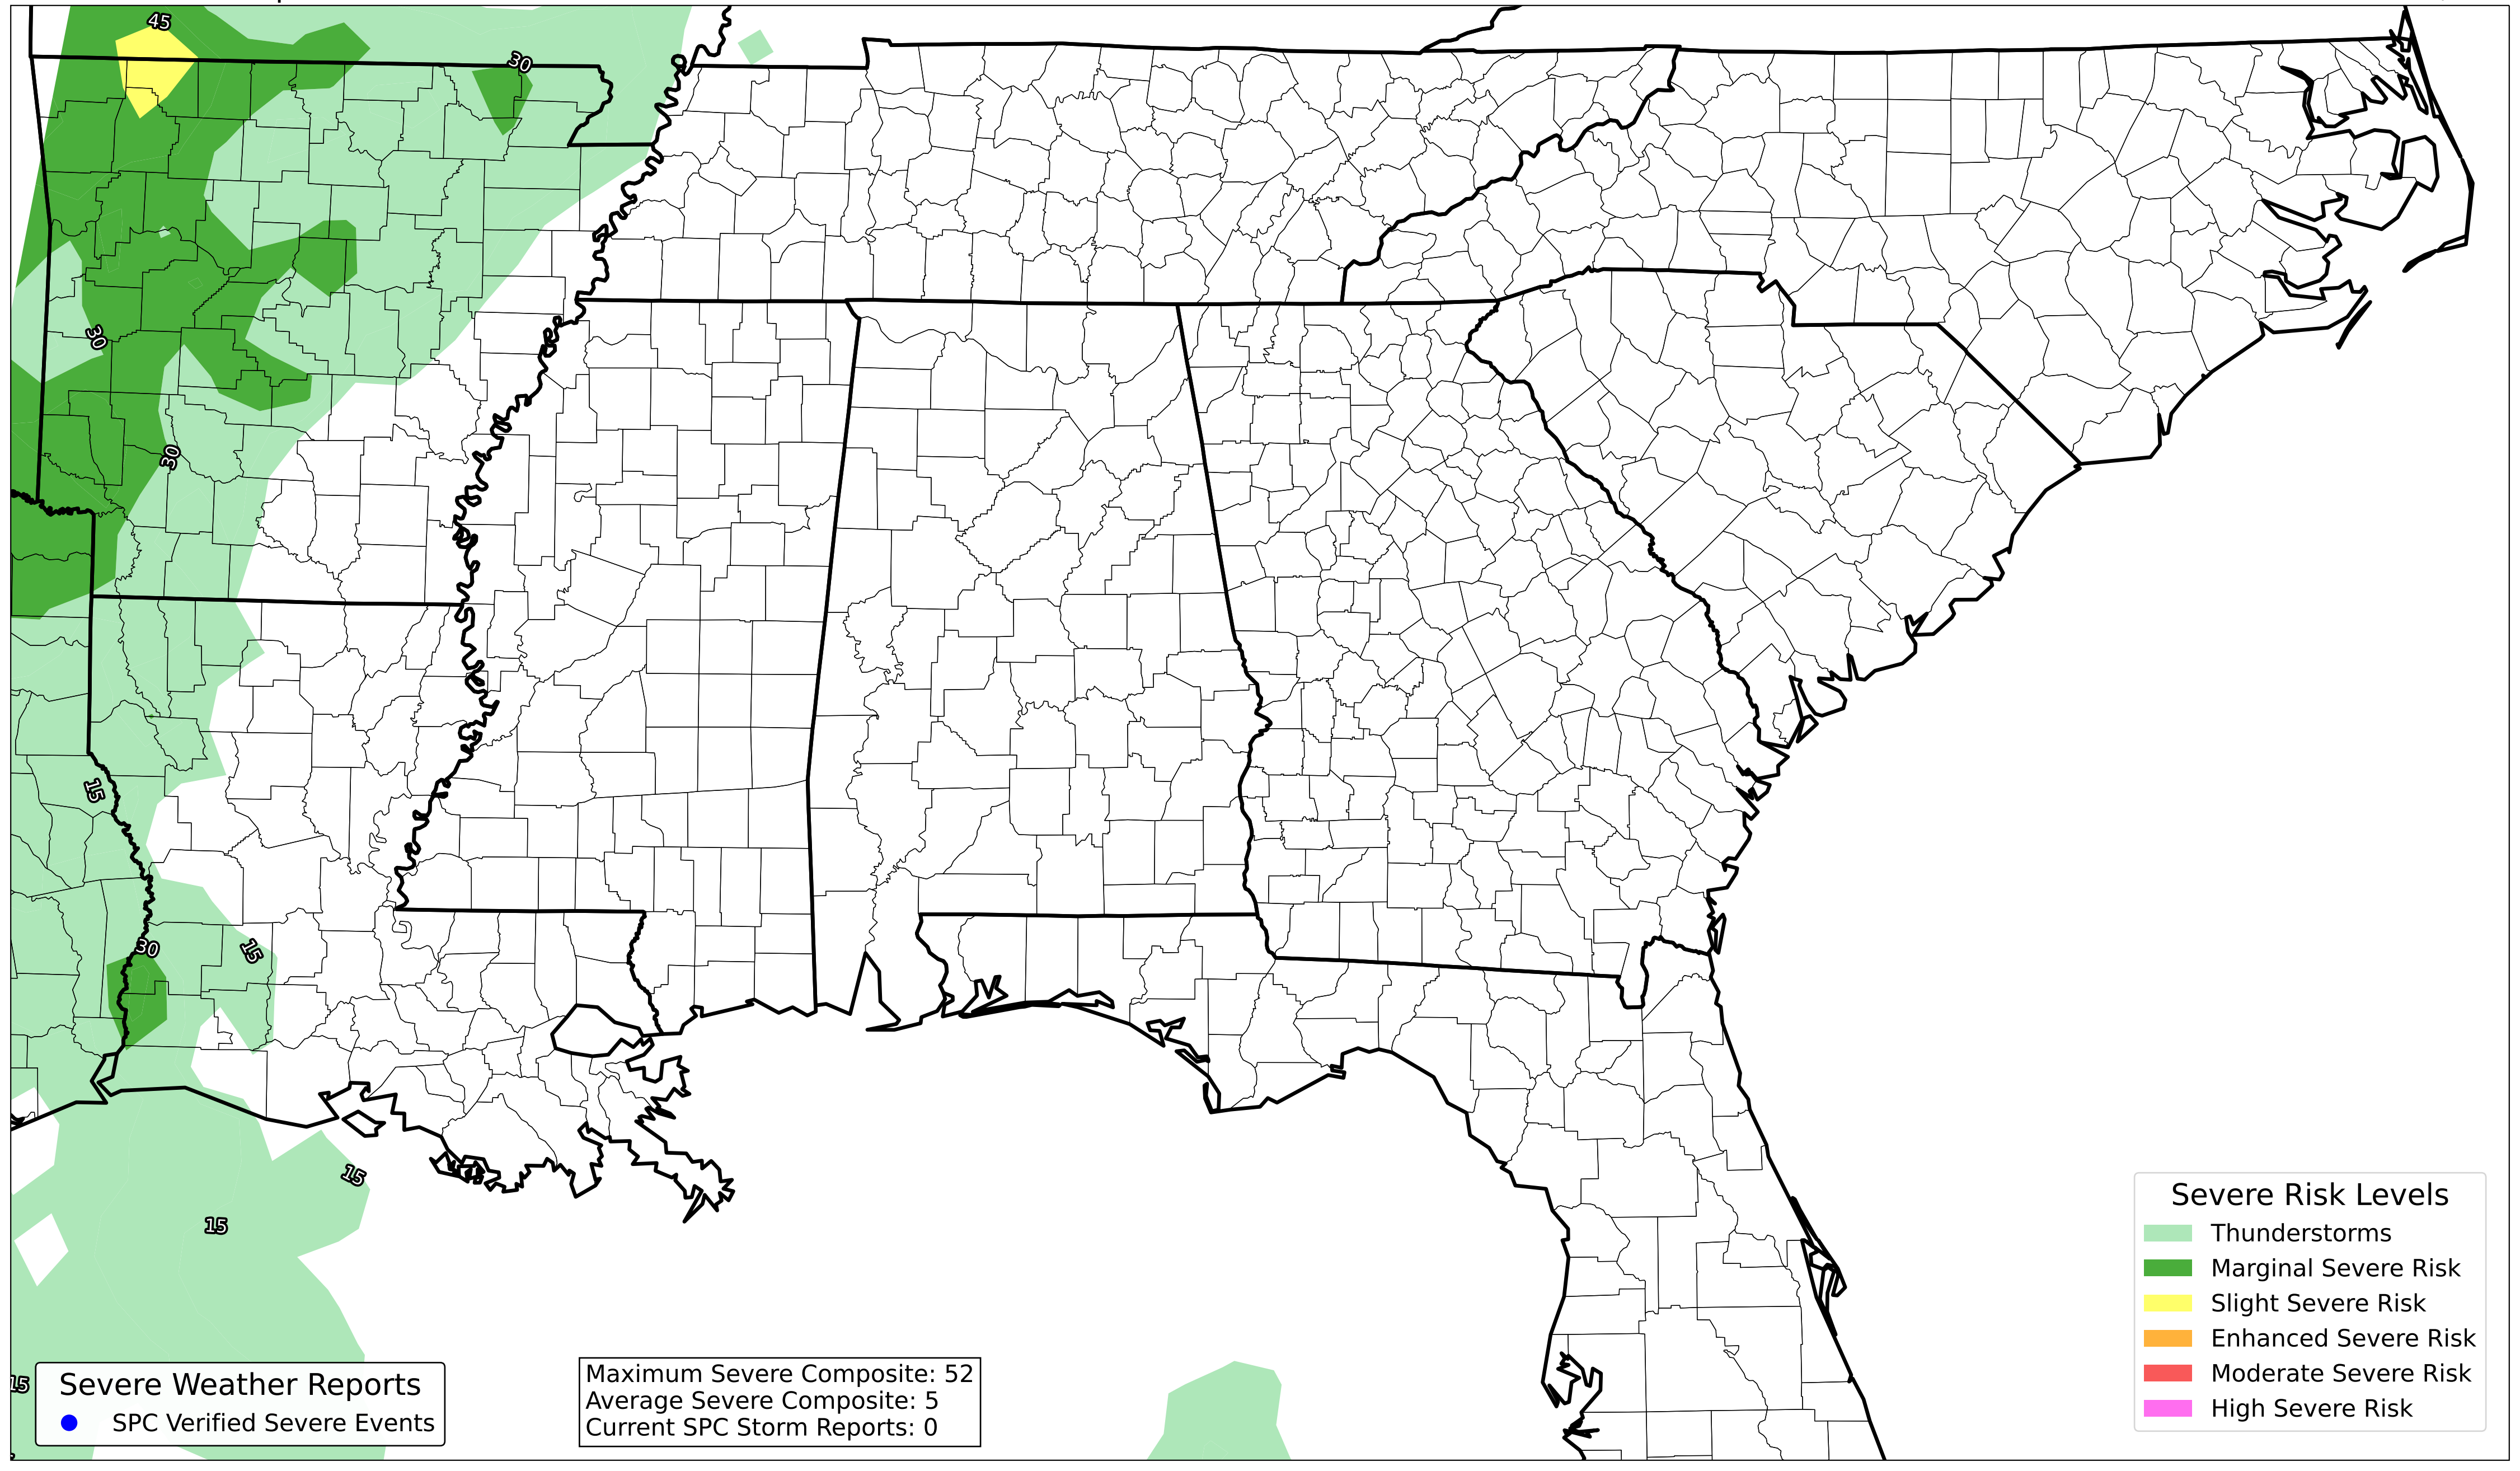 45
30
30
30
15
30
15
15
15
15
Severe Weather Reports
SPC Verified Severe Events
Maximum Severe Composite: 52
Average Severe Composite: 5
Current SPC Storm Reports: 0
Severe Risk Levels
Thunderstorms
Marginal Severe Risk
Slight Severe Risk
Enhanced Severe Risk
Moderate Severe Risk
High Severe Risk